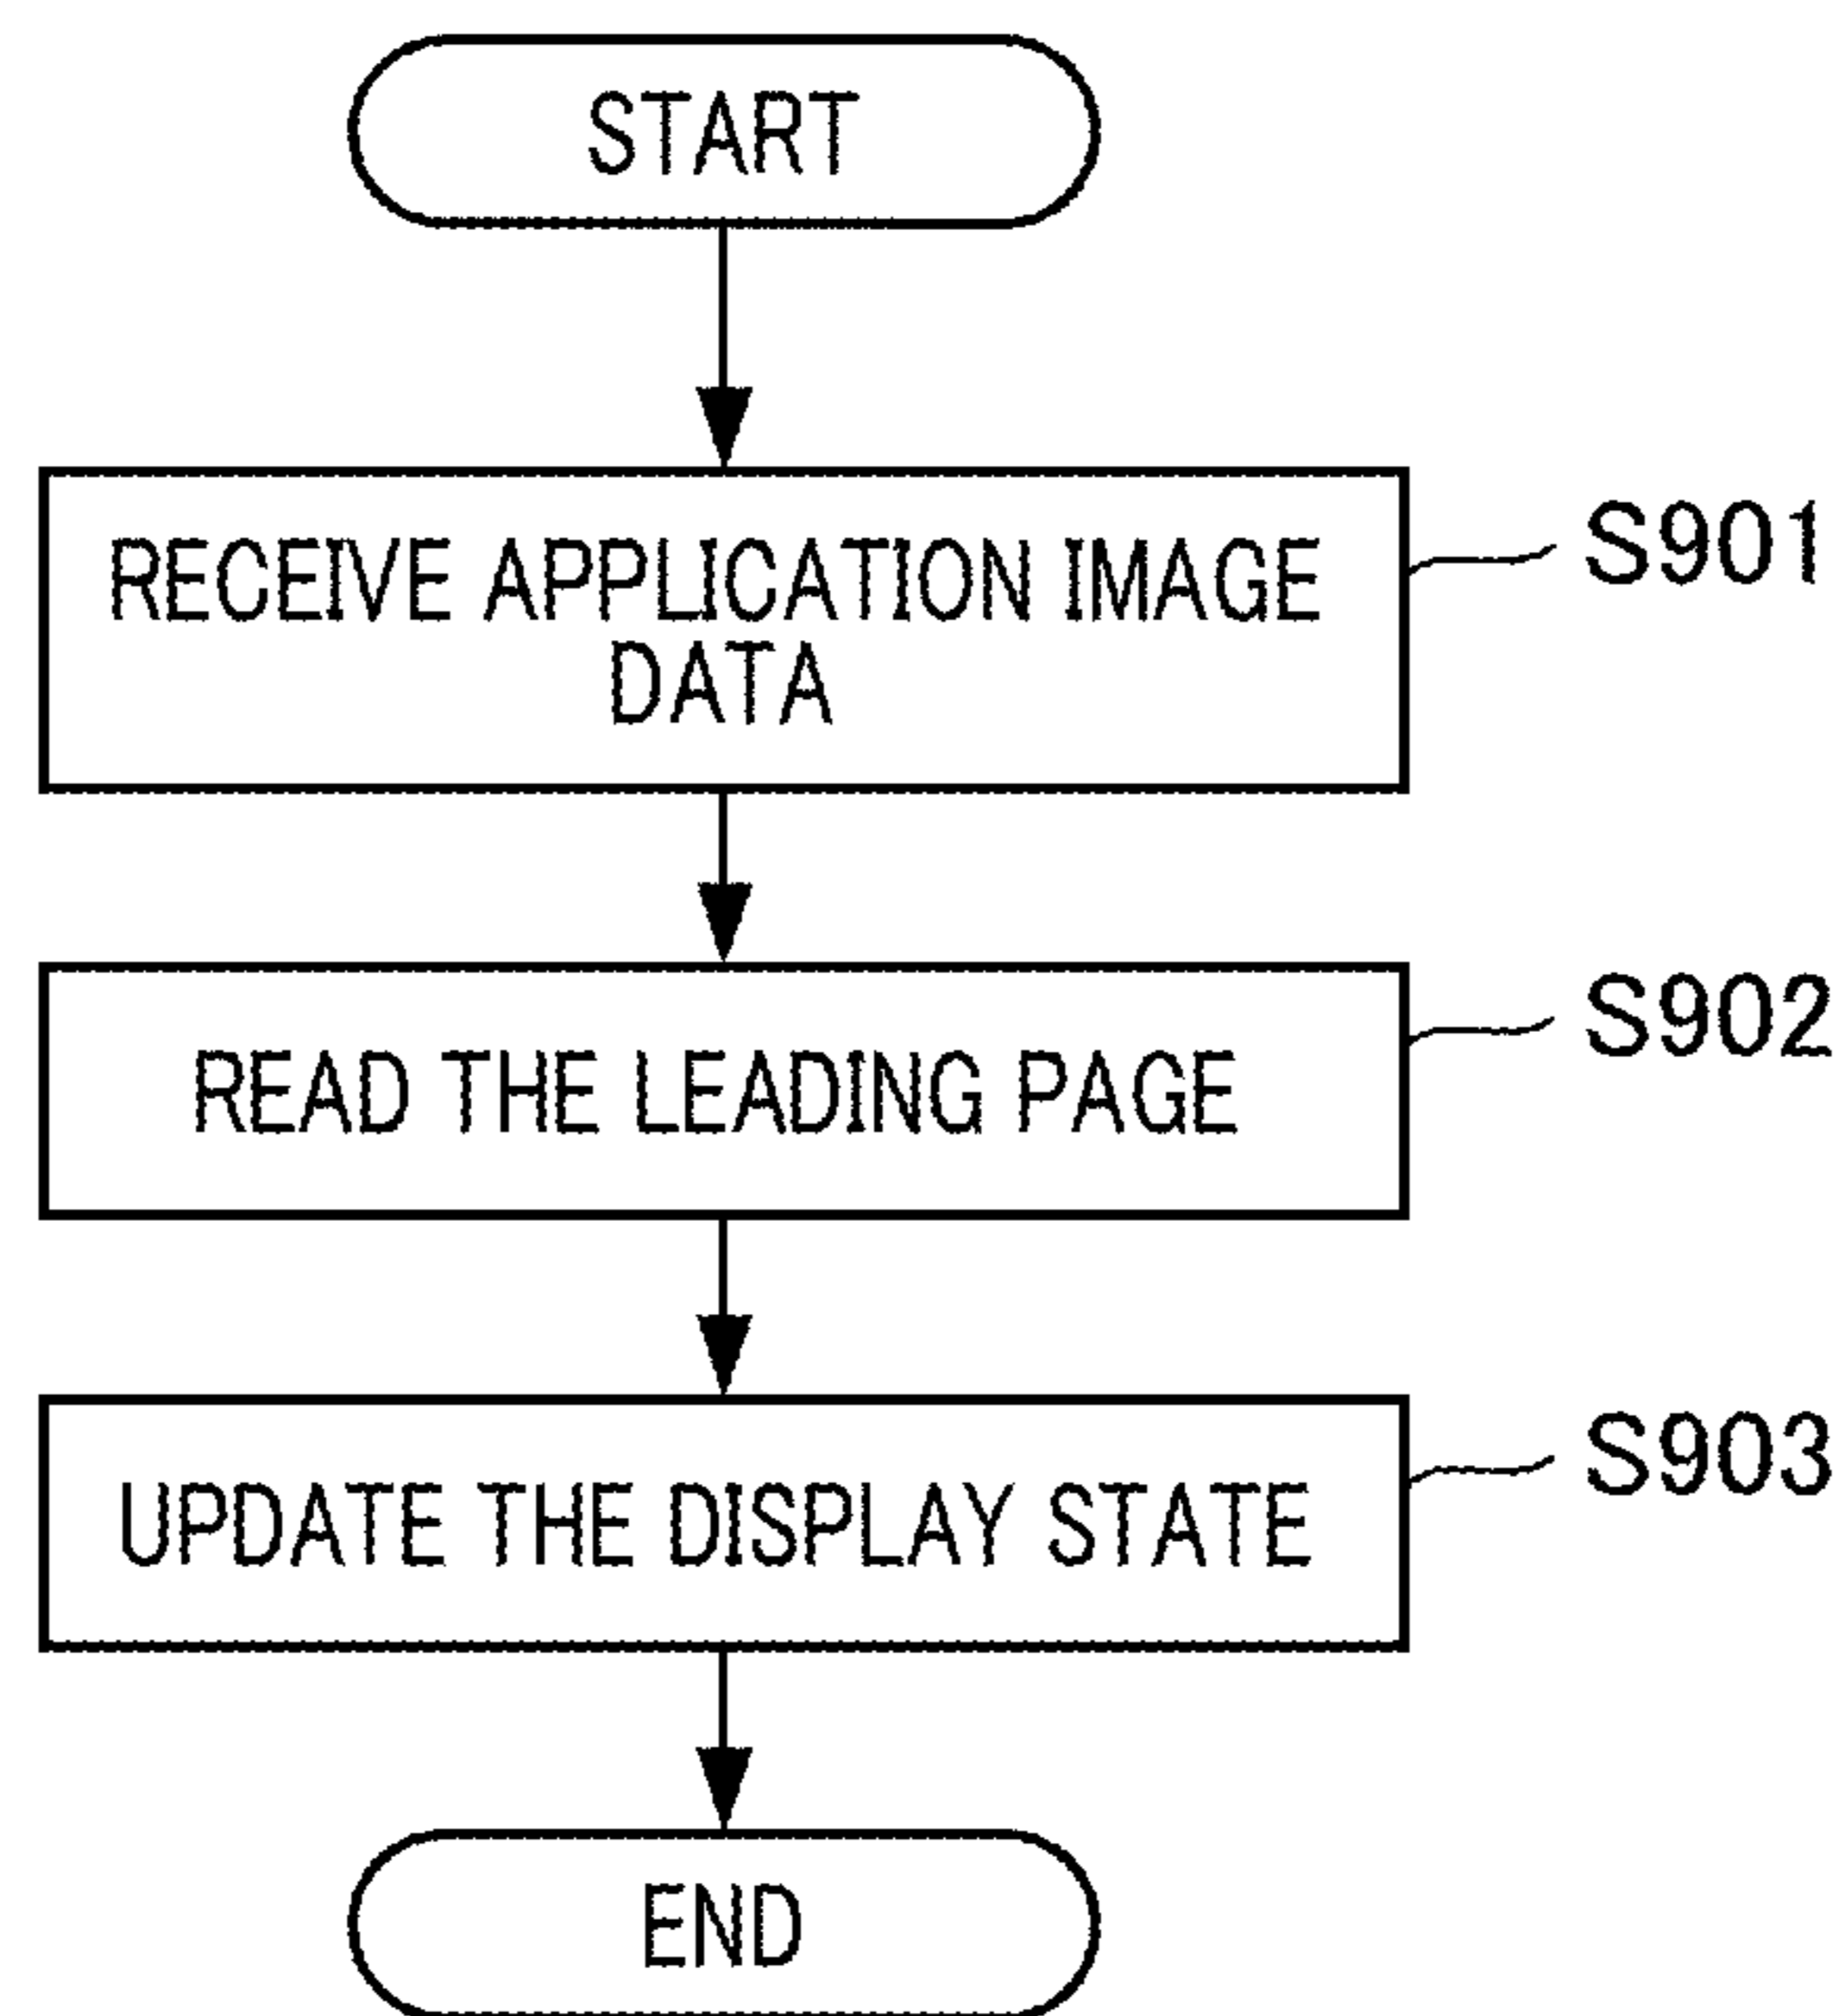 START
RECEIVE APPLICATION IMAGE
DATA
S901
READ THE LEADING PAGE
S902
UPDATE THE DISPLAY STATE
S903
END